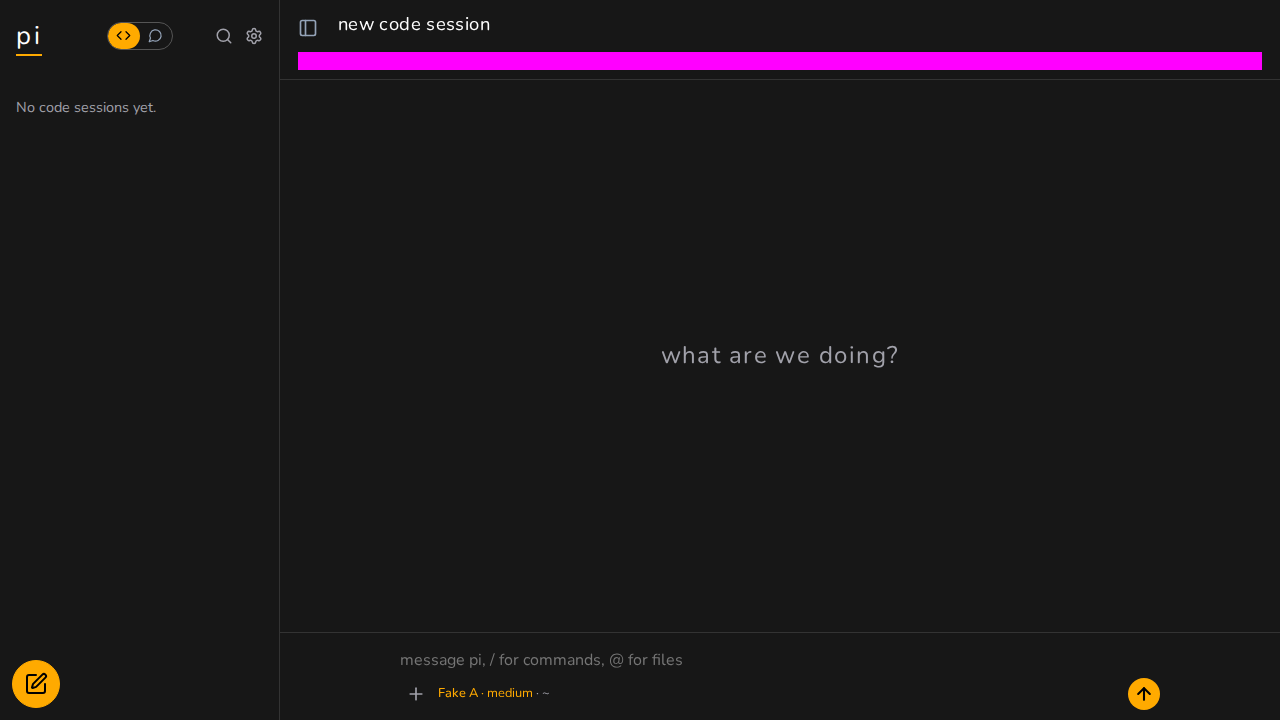 pi
new code session
No code sessions yet.
what are we doing?
message pi, / for commands, @ for files
Fake A · medium · ~